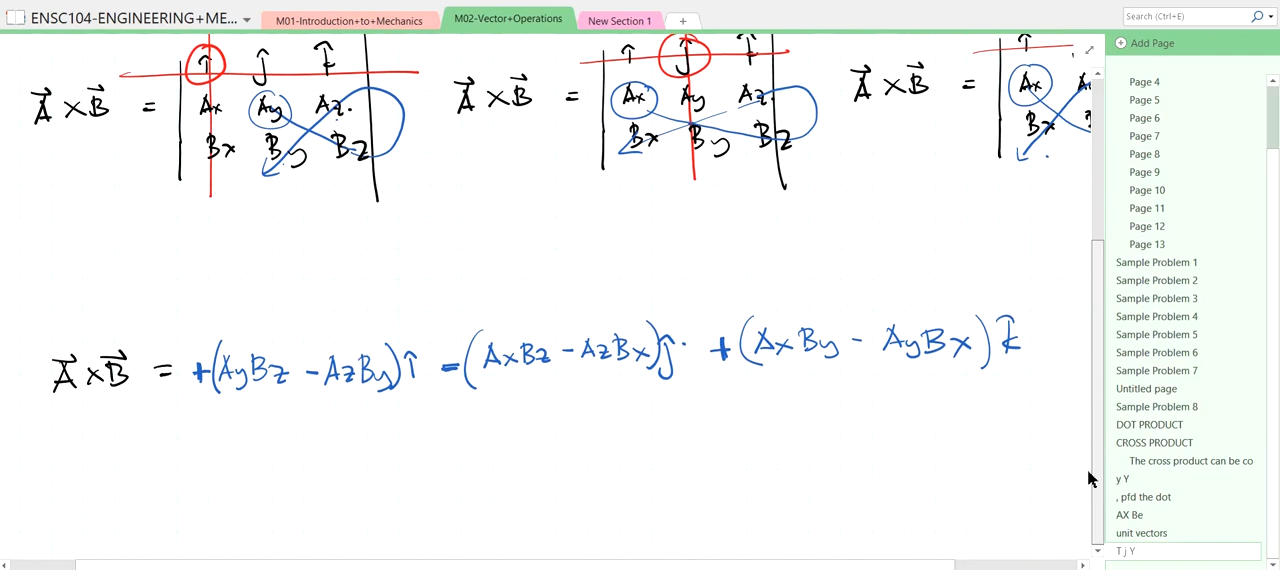 ENSC104-ENGINEERING+ME... M01-Introduction+to+Mechanics M02-Vector+Operations New Section 1 + Search (Ctrl+E)
Add Page
î ĵ k̂
A⃗ × B⃗ = | Ax Ay Az |
Bx By Bz
î ĵ k̂
A⃗ × B⃗ = | Ax Ay Az |
Bx By Bz
î
A⃗ × B⃗ = | Ax
Bx
A⃗ × B⃗ = +(AyBz - AzBy)î -(AxBz - AzBx)ĵ + (AxBy - AyBx)k̂
Page 4
Page 5
Page 6
Page 7
Page 8
Page 9
Page 10
Page 11
Page 12
Page 13
Sample Problem 1
Sample Problem 2
Sample Problem 3
Sample Problem 4
Sample Problem 5
Sample Problem 6
Sample Problem 7
Untitled page
Sample Problem 8
DOT PRODUCT
CROSS PRODUCT
The cross product can be co
y Y
, pfd the dot
AX Be
unit vectors
T j Y